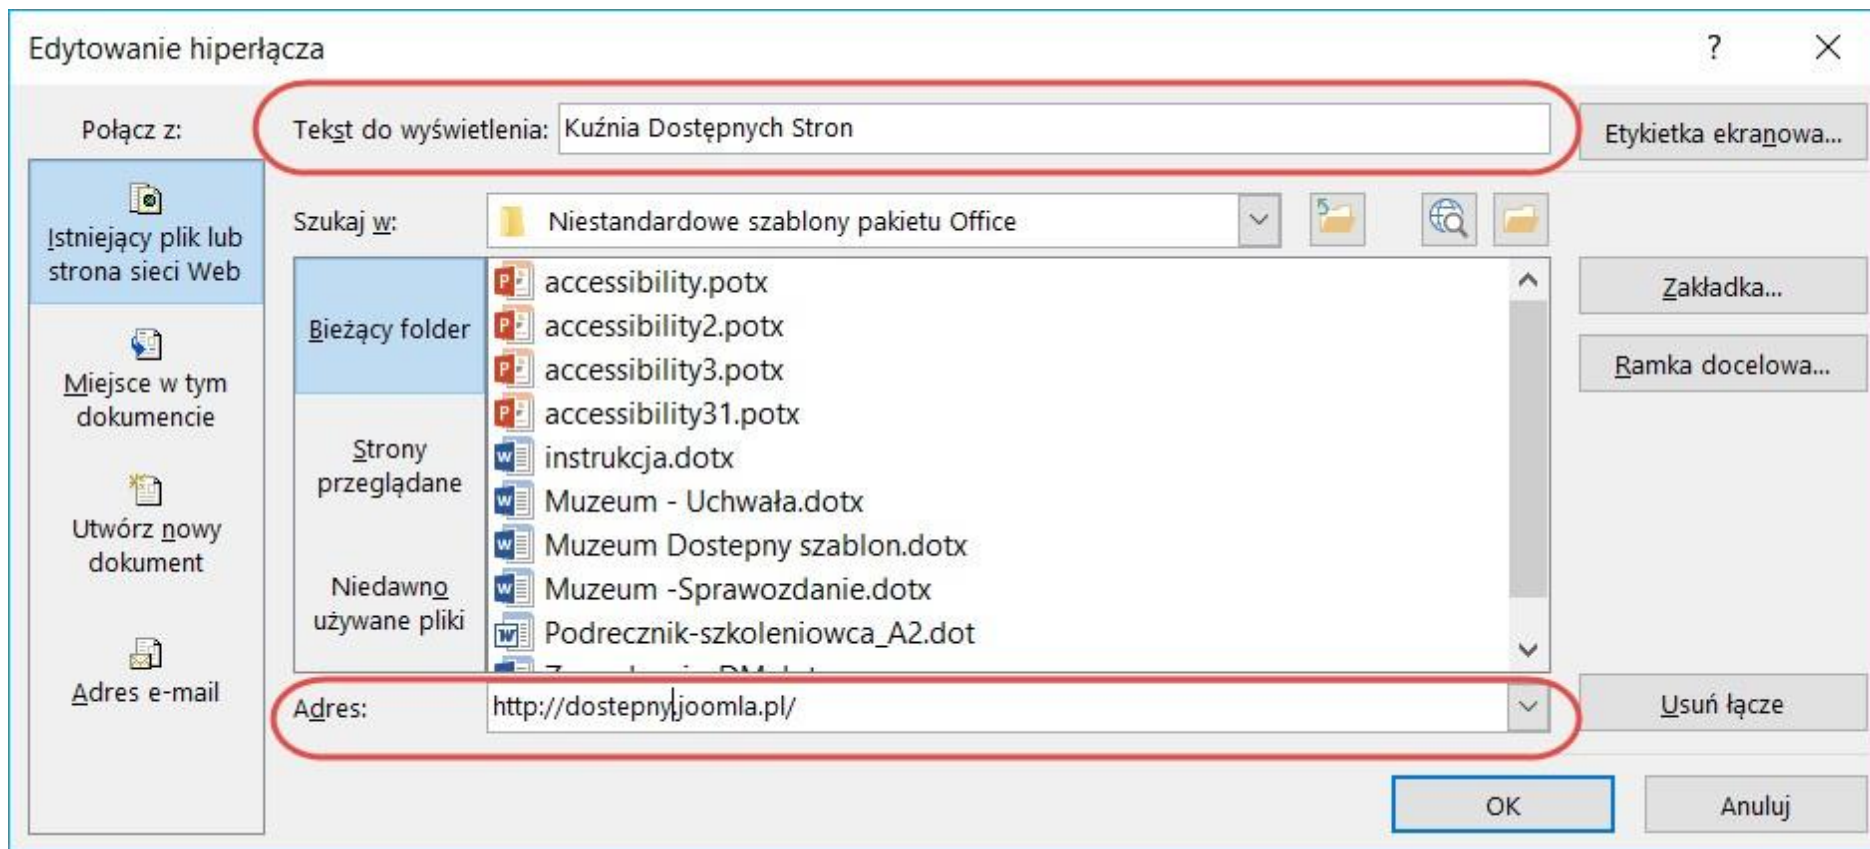 Edytowanie hiperłącza
?
Połącz z:
Tekst do wyświetlenia: Kuźnia Dostępnych Stron
Etykietka ekranowa...
Istniejący plik lub
strona sieci Web
Szukaj w: Niestandardowe szablony pakietu Office
Bieżący folder
accessibility.potx
accessibility2.potx
accessibility3.potx
accessibility31.potx
instrukcja.dotx
Muzeum - Uchwała.dotx
Muzeum Dostepny szablon.dotx
Muzeum -Sprawozdanie.dotx
Podrecznik-szkoleniowca_A2.dot
Zakładka...
Ramka docelowa...
Miejsce w tym
dokumencie
Strony
przeglądane
Utwórz nowy
dokument
Niedawno
używane pliki
Adres e-mail
Adres: http://dostepny.joomla.pl/
Usuń łącze
OK
Anuluj